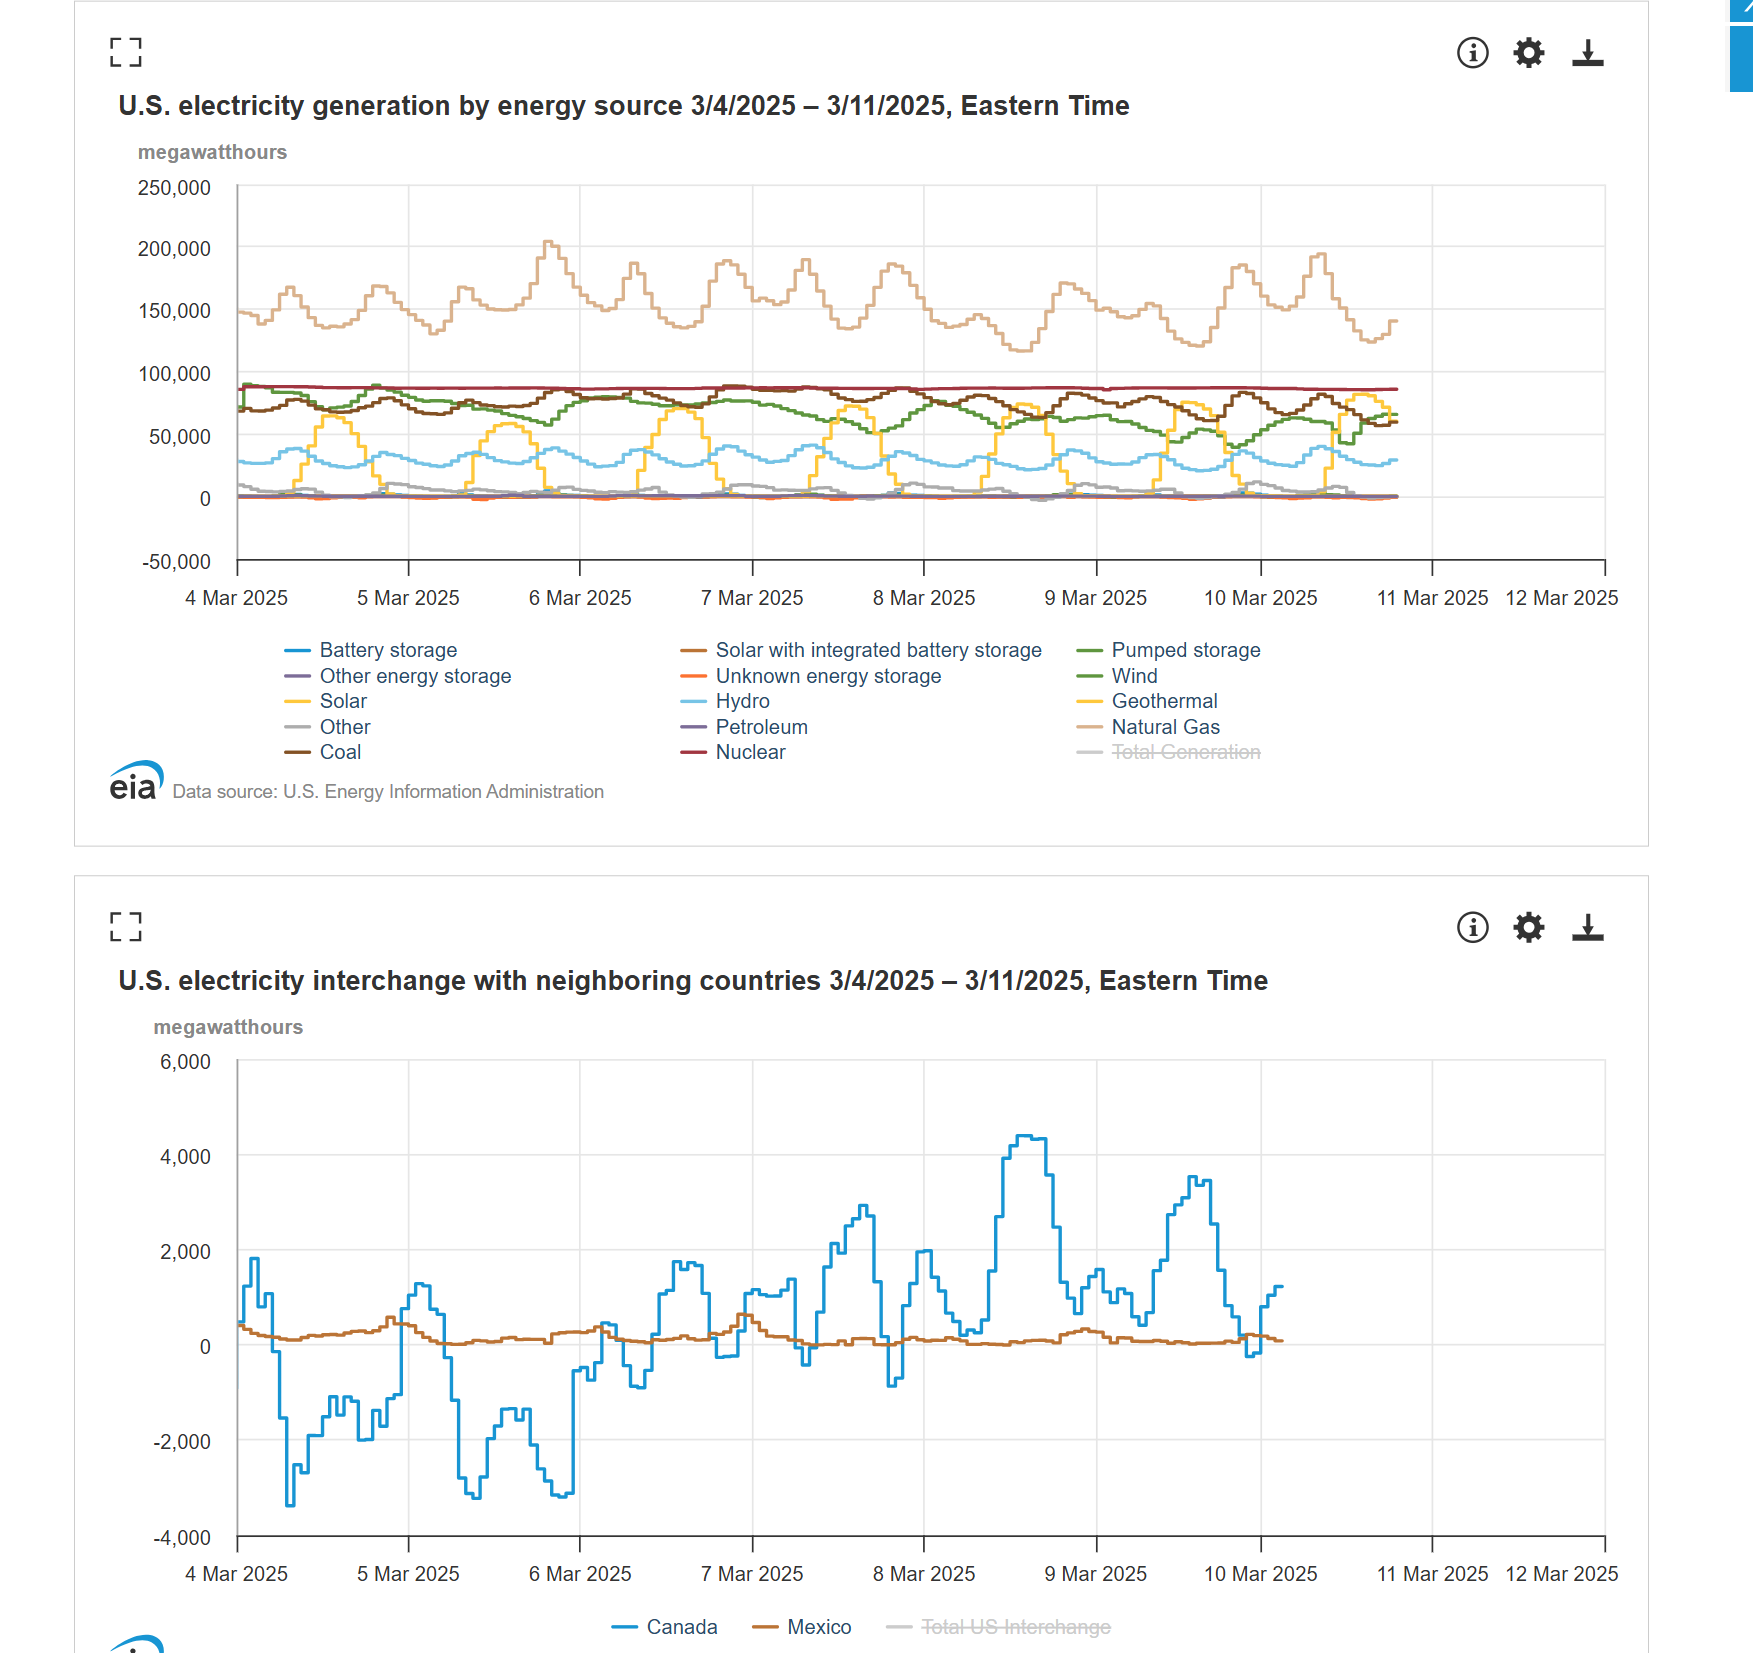 U.S. electricity generation by energy source 3/4/2025 – 3/11/2025, Eastern Time
megawatthours
250,000
200,000
150,000
100,000
50,000
0
-50,000
4 Mar 2025 5 Mar 2025 6 Mar 2025 7 Mar 2025 8 Mar 2025 9 Mar 2025 10 Mar 2025 11 Mar 2025 12 Mar 2025
Battery storage Solar with integrated battery storage Pumped storage
Other energy storage Unknown energy storage Wind
Solar Hydro Geothermal
Other Petroleum Natural Gas
Coal Nuclear Total Generation
eia Data source: U.S. Energy Information Administration
U.S. electricity interchange with neighboring countries 3/4/2025 – 3/11/2025, Eastern Time
megawatthours
6,000
4,000
2,000
0
-2,000
-4,000
4 Mar 2025 5 Mar 2025 6 Mar 2025 7 Mar 2025 8 Mar 2025 9 Mar 2025 10 Mar 2025 11 Mar 2025 12 Mar 2025
Canada Mexico Total US Interchange